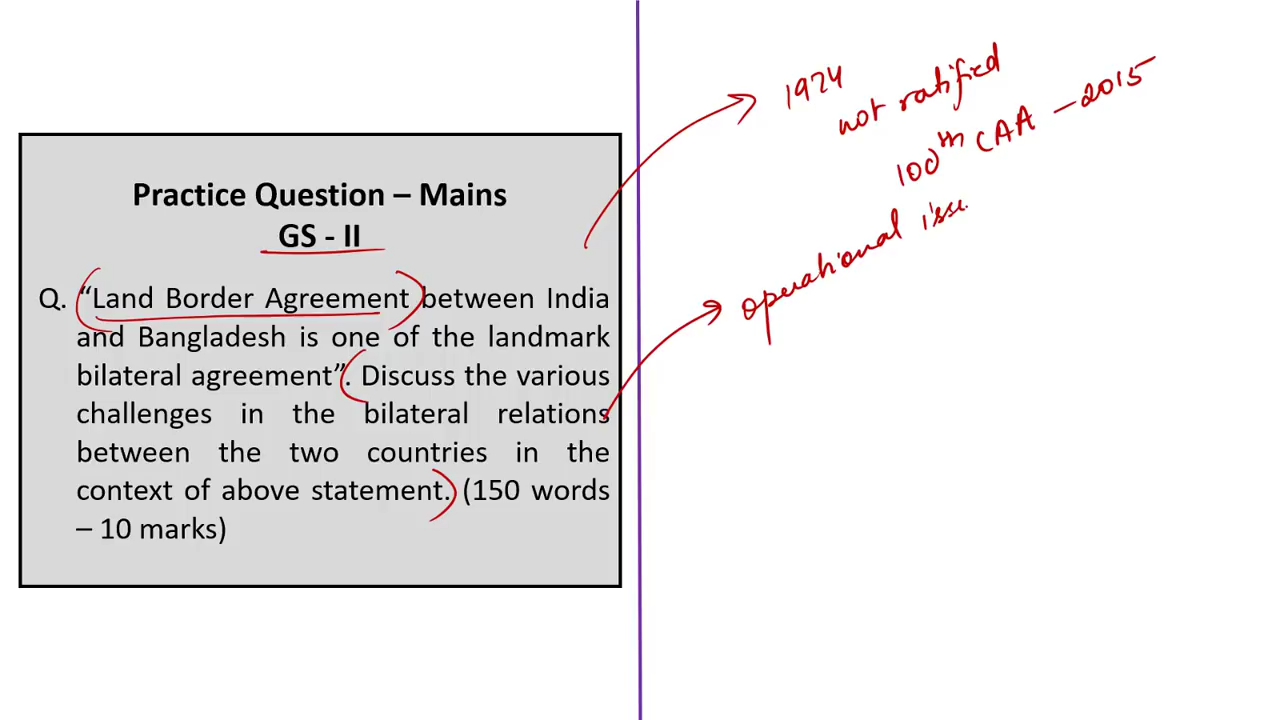 Practice Question – Mains
GS - II
Q. “Land Border Agreement between India
and Bangladesh is one of the landmark
bilateral agreement”. Discuss the various
challenges in the bilateral relations
between the two countries in the
context of above statement. (150 words
– 10 marks)
1974
not ratified
100th CAA – 2015
operational issu